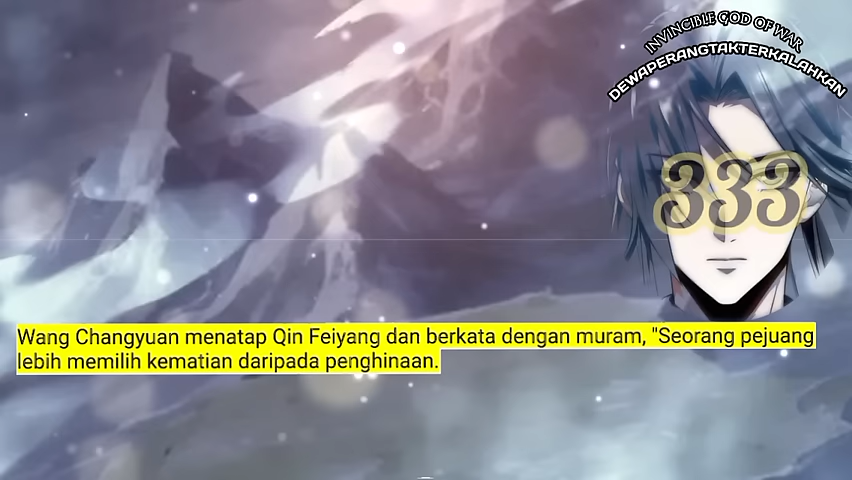 INVINCIBLE GOD OF WAR
DEWAPERANGTAKTERKALAHKAN
333
Wang Changyuan menatap Qin Feiyang dan berkata dengan muram, "Seorang pejuang
lebih memilih kematian daripada penghinaan.